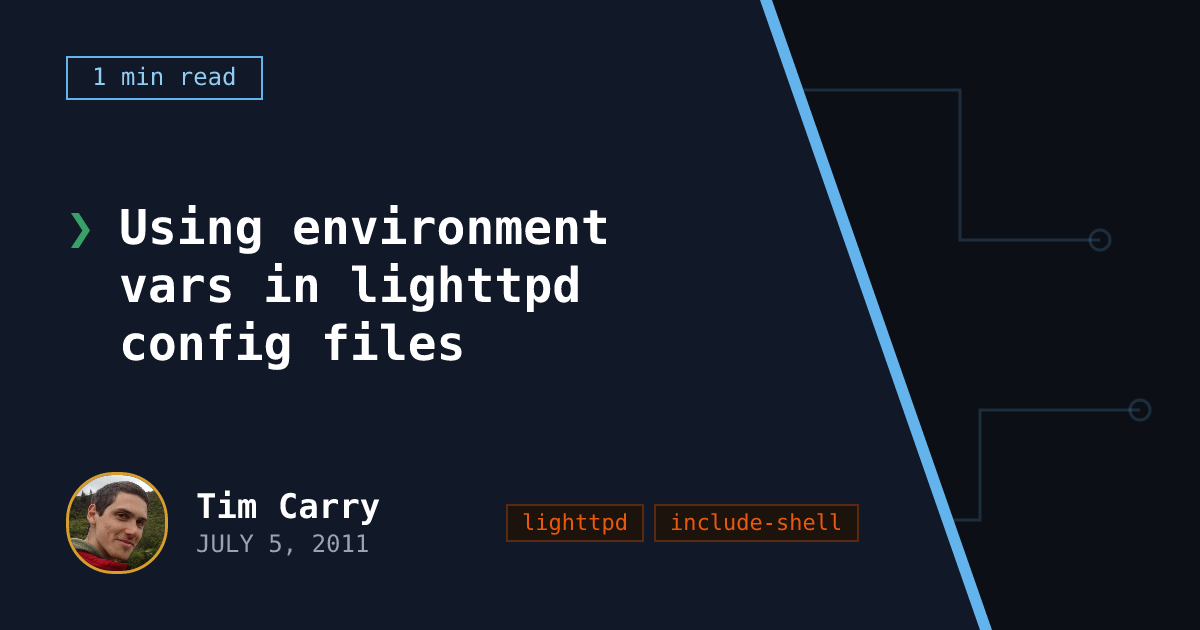 1 min read
❯ Using environment
vars in lighttpd
config files
Tim Carry
JULY 5, 2011
lighttpd
include-shell